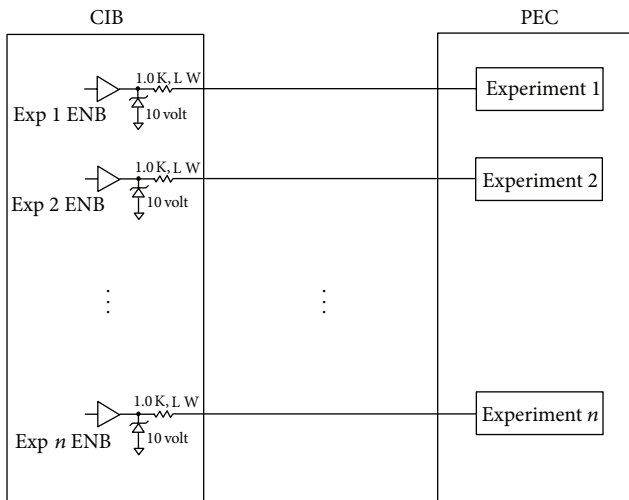 CIB
PEC
1.0 K, L W
Exp 1 ENB
10 volt
Experiment 1
1.0 K, L W
Exp 2 ENB
10 volt
Experiment 2
1.0 K, L W
Exp n ENB
10 volt
Experiment n